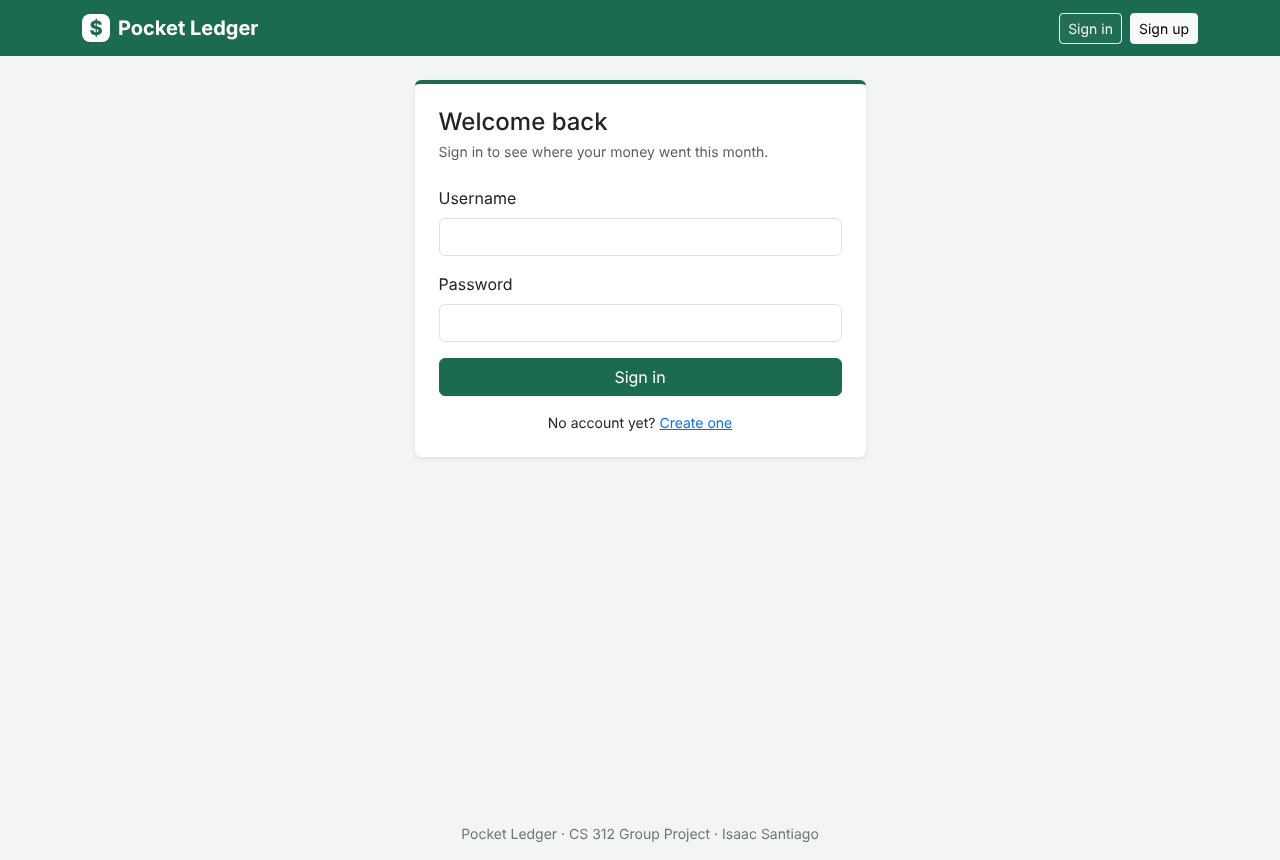 $ Pocket Ledger
Sign in
Sign up
Welcome back
Sign in to see where your money went this month.
Username
Password
Sign in
No account yet? Create one
Pocket Ledger · CS 312 Group Project · Isaac Santiago